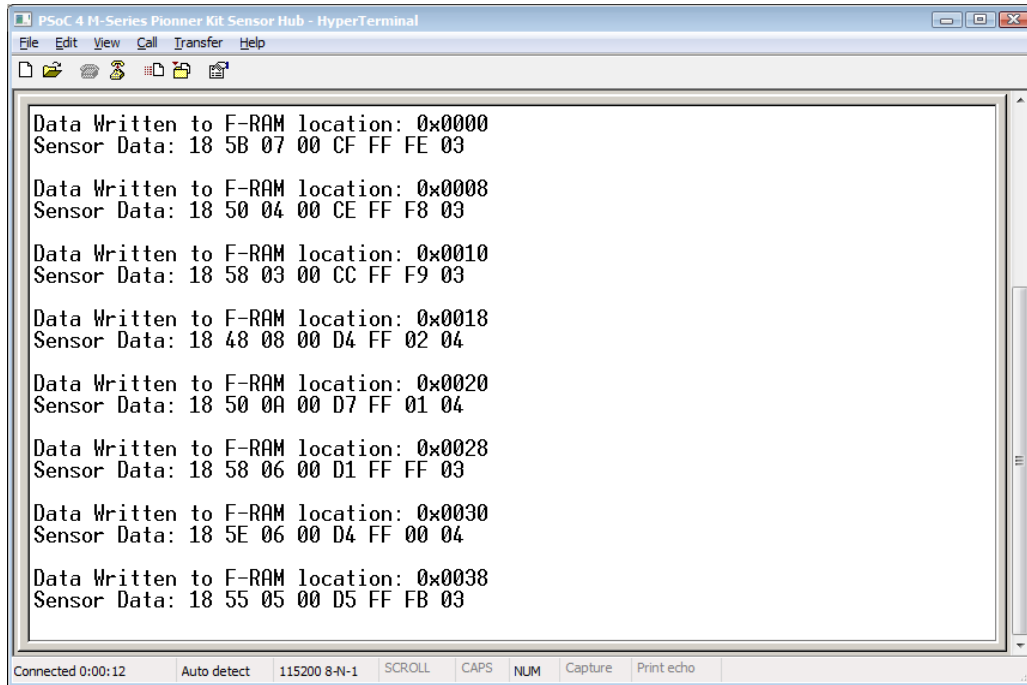 PSoC 4 M-Series Pionner Kit Sensor Hub - HyperTerminal
File Edit View Call Transfer Help
Data Written to F-RAM location: 0x0000
Sensor Data: 18 5B 07 00 CF FF FE 03
Data Written to F-RAM location: 0x0008
Sensor Data: 18 50 04 00 CE FF F8 03
Data Written to F-RAM location: 0x0010
Sensor Data: 18 58 03 00 CC FF F9 03
Data Written to F-RAM location: 0x0018
Sensor Data: 18 48 08 00 D4 FF 02 04
Data Written to F-RAM location: 0x0020
Sensor Data: 18 50 0A 00 D7 FF 01 04
Data Written to F-RAM location: 0x0028
Sensor Data: 18 58 06 00 D1 FF FF 03
Data Written to F-RAM location: 0x0030
Sensor Data: 18 5E 06 00 D4 FF 00 04
Data Written to F-RAM location: 0x0038
Sensor Data: 18 55 05 00 D5 FF FB 03
Connected 0:00:12 Auto detect 115200 8-N-1 SCROLL CAPS NUM Capture Print echo